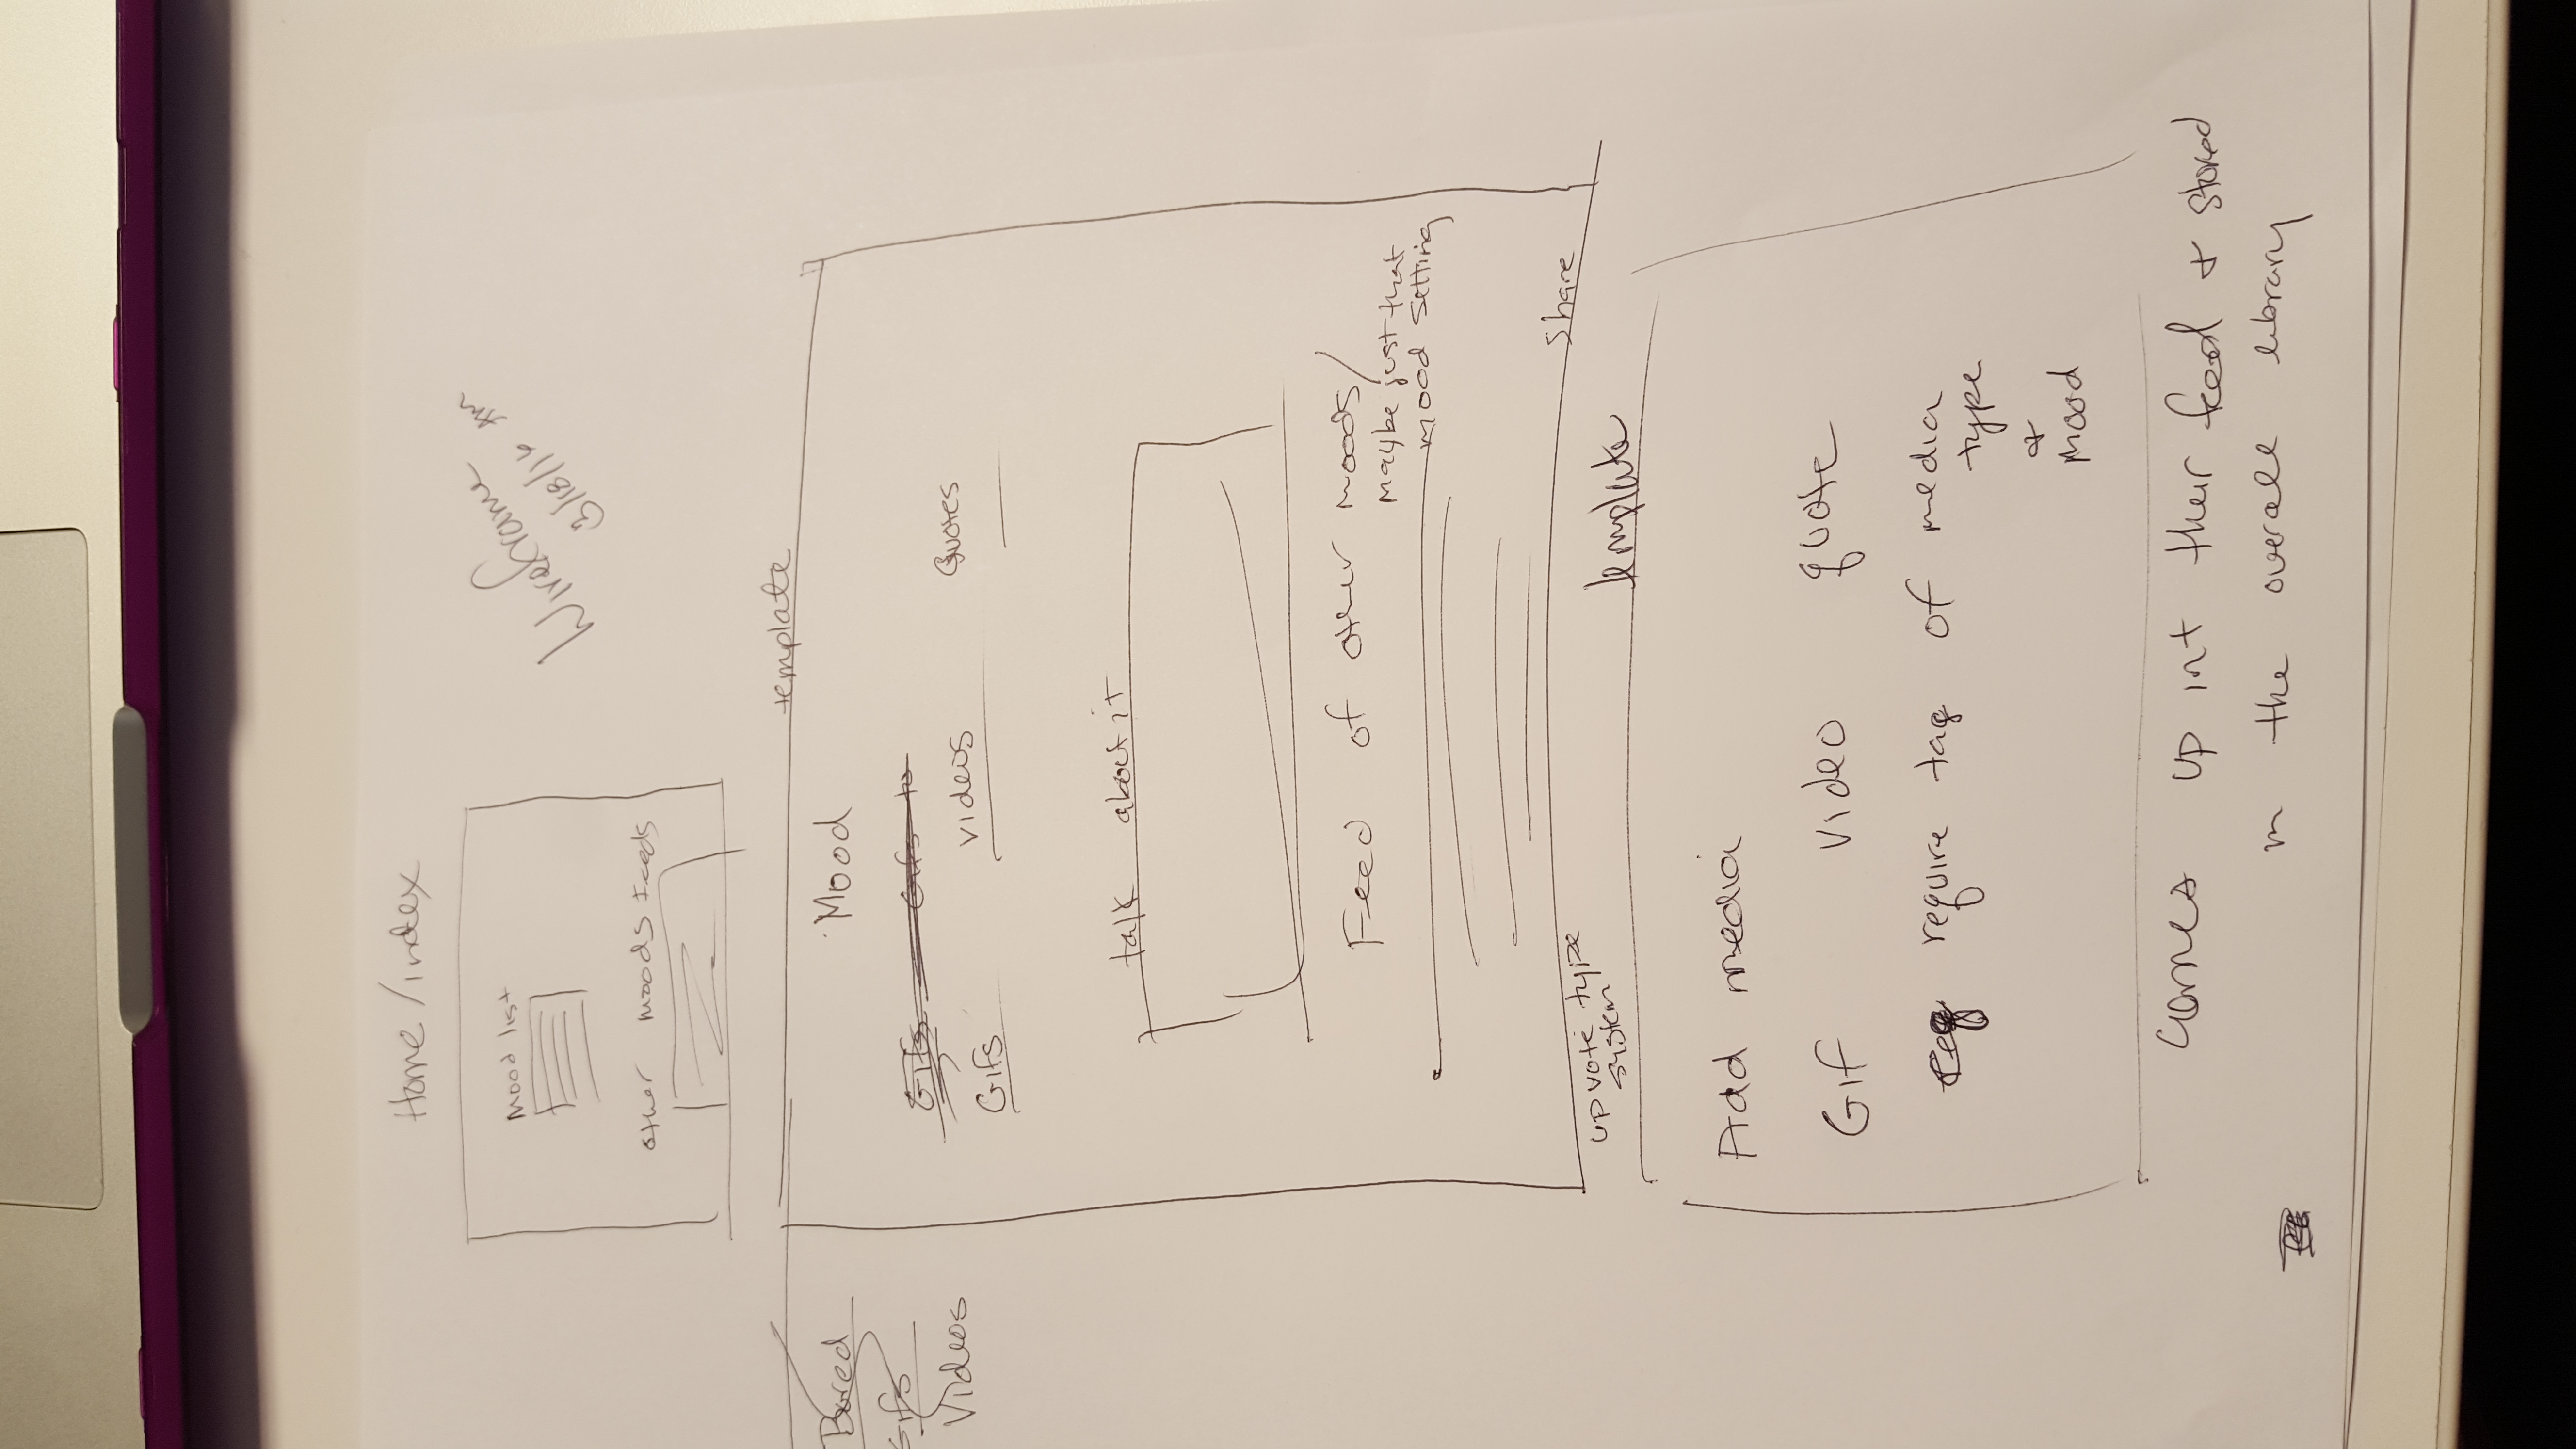 Home/index
Wireframe
3/18/16 AM
Mood list
other moods feeds
template
Bored
Gifs
Videos
Mood
Gifs Gifs to
Gifs videos Quotes
talk about it
Feed of other moods/
maybe just that
mood setting
Share
upvote type
system
template
Add media
Gif video quote
req require tag of media
type
&
mood
comes up int their feed & stored
in the overall library